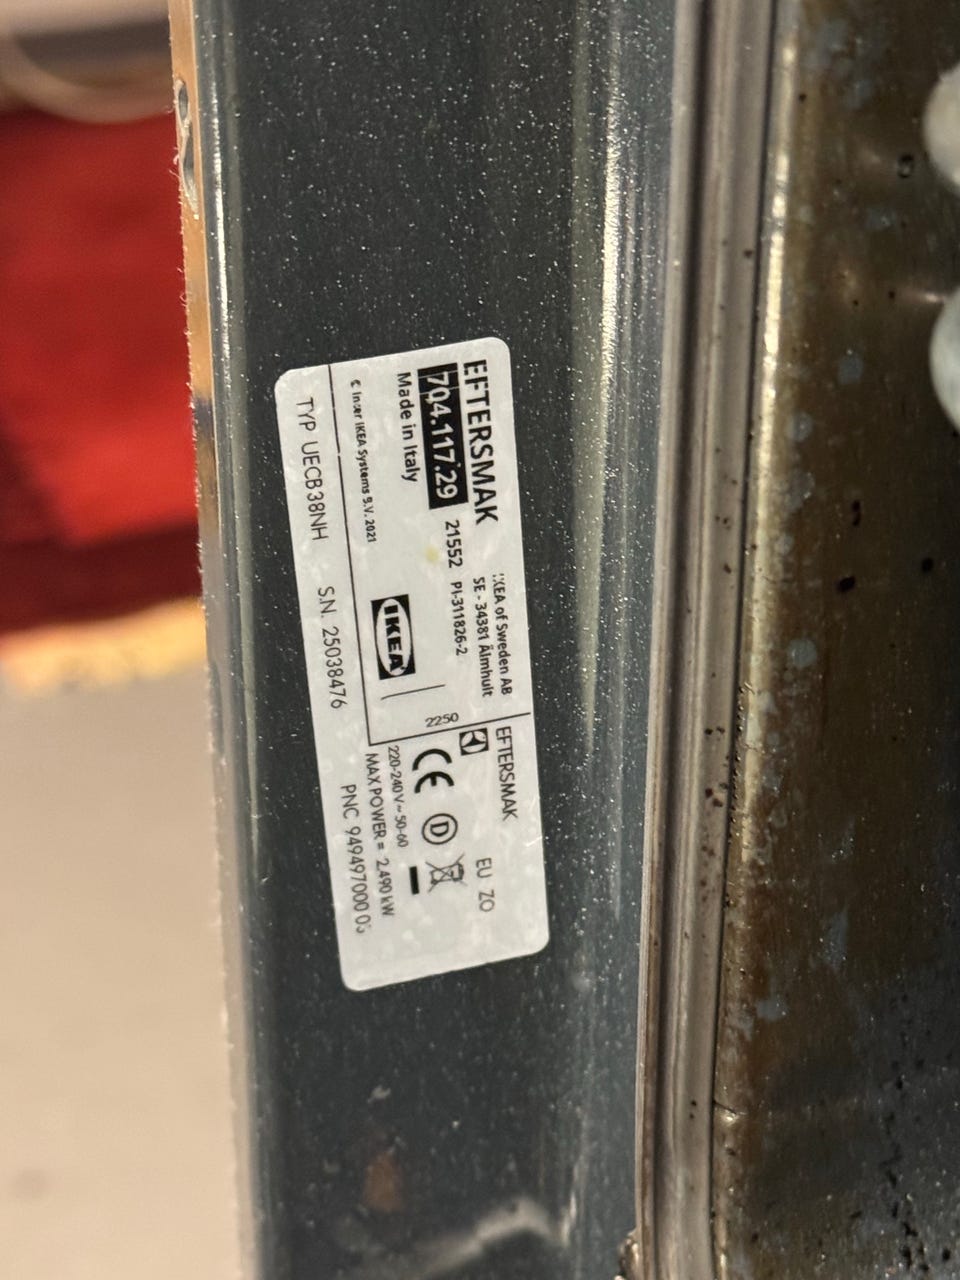 EFTERSMAK
704.117.29
21552
Made in Italy
© Inter IKEA Systems B.V. 2021
IKEA of Sweden AB
SE - 34381 Älmhult
PI-311826-2
IKEA
2250
EFTERSMAK
EU ZO
CE
D
220-240V~ 50-60
MAX POWER = 2,490 kW
TYP UECB38NH
S.N. 25038476
PNC 949497000